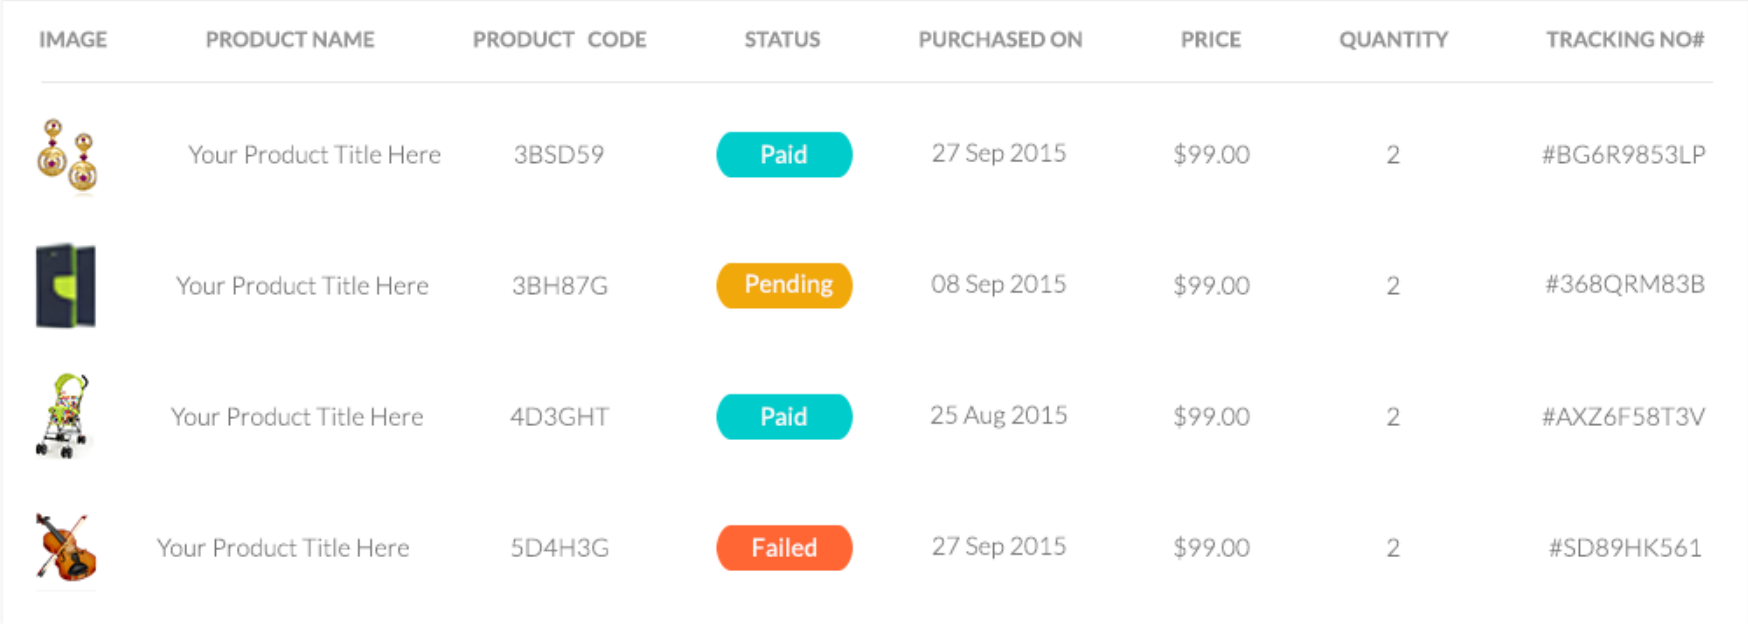 IMAGE PRODUCT NAME PRODUCT CODE STATUS PURCHASED ON PRICE QUANTITY TRACKING NO#
Your Product Title Here 3BSD59 Paid 27 Sep 2015 $99.00 2 #BG6R9853LP
Your Product Title Here 3BH87G Pending 08 Sep 2015 $99.00 2 #368QRM83B
Your Product Title Here 4D3GHT Paid 25 Aug 2015 $99.00 2 #AXZ6F58T3V
Your Product Title Here 5D4H3G Failed 27 Sep 2015 $99.00 2 #SD89HK561